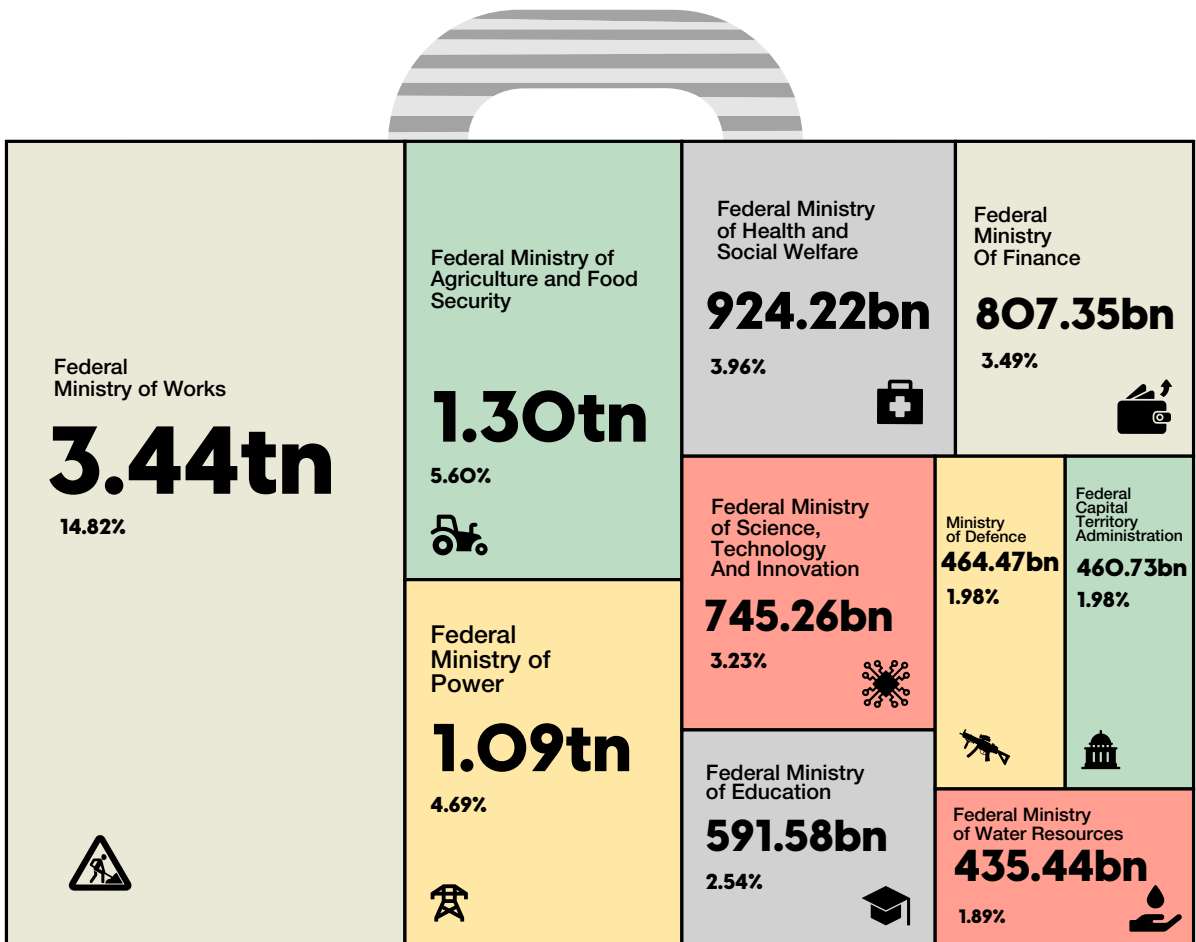 Federal
Ministry of Works
3.44tn
14.82%
Federal Ministry of
Agriculture and Food
Security
1.30tn
5.60%
Federal
Ministry of
Power
1.09tn
4.69%
Federal Ministry
of Health and
Social Welfare
924.22bn
3.96%
Federal
Ministry
Of Finance
807.35bn
3.49%
Federal Ministry
of Science,
Technology
And Innovation
745.26bn
3.23%
Ministry
of Defence
464.47bn
1.98%
Federal
Capital
Territory
Administration
460.73bn
1.98%
Federal Ministry
of Education
591.58bn
2.54%
Federal Ministry
of Water Resources
435.44bn
1.89%